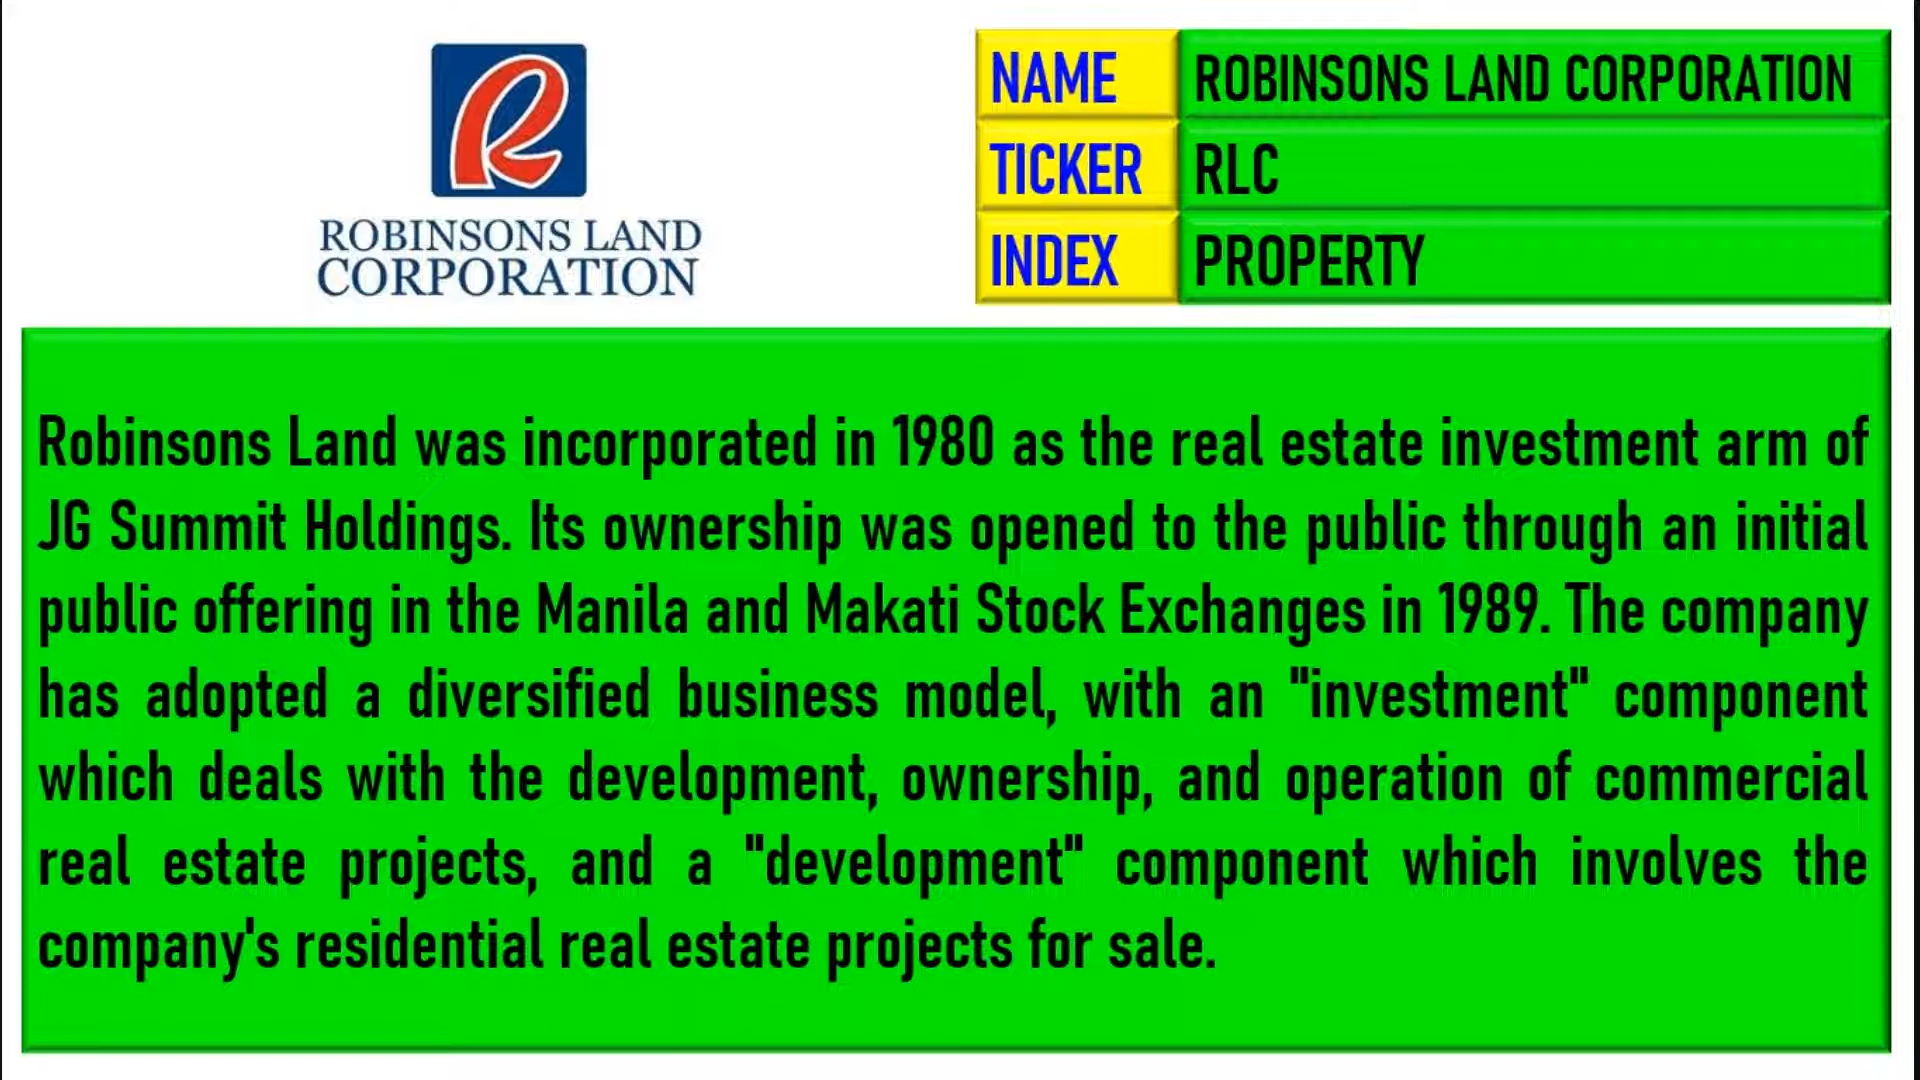 R
ROBINSONS LAND
CORPORATION
NAME ROBINSONS LAND CORPORATION
TICKER RLC
INDEX PROPERTY
Robinsons Land was incorporated in 1980 as the real estate investment arm of
JG Summit Holdings. Its ownership was opened to the public through an initial
public offering in the Manila and Makati Stock Exchanges in 1989. The company
has adopted a diversified business model, with an "investment" component
which deals with the development, ownership, and operation of commercial
real estate projects, and a "development" component which involves the
company's residential real estate projects for sale.